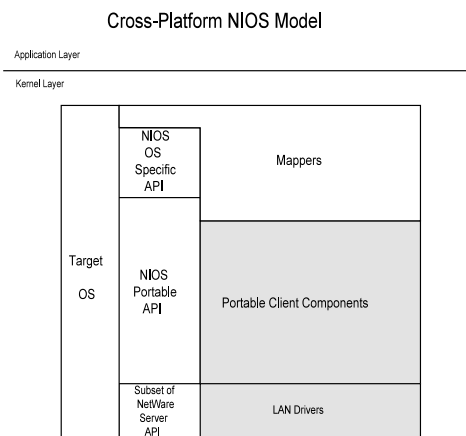 Cross-Platform NIOS Model
Application Layer
Kernel Layer
NIOS
OS
Specific
API
Mappers
Target
OS
NIOS
Portable
API
Portable Client Components
Subset of
NetWare
Server
API
LAN Drivers